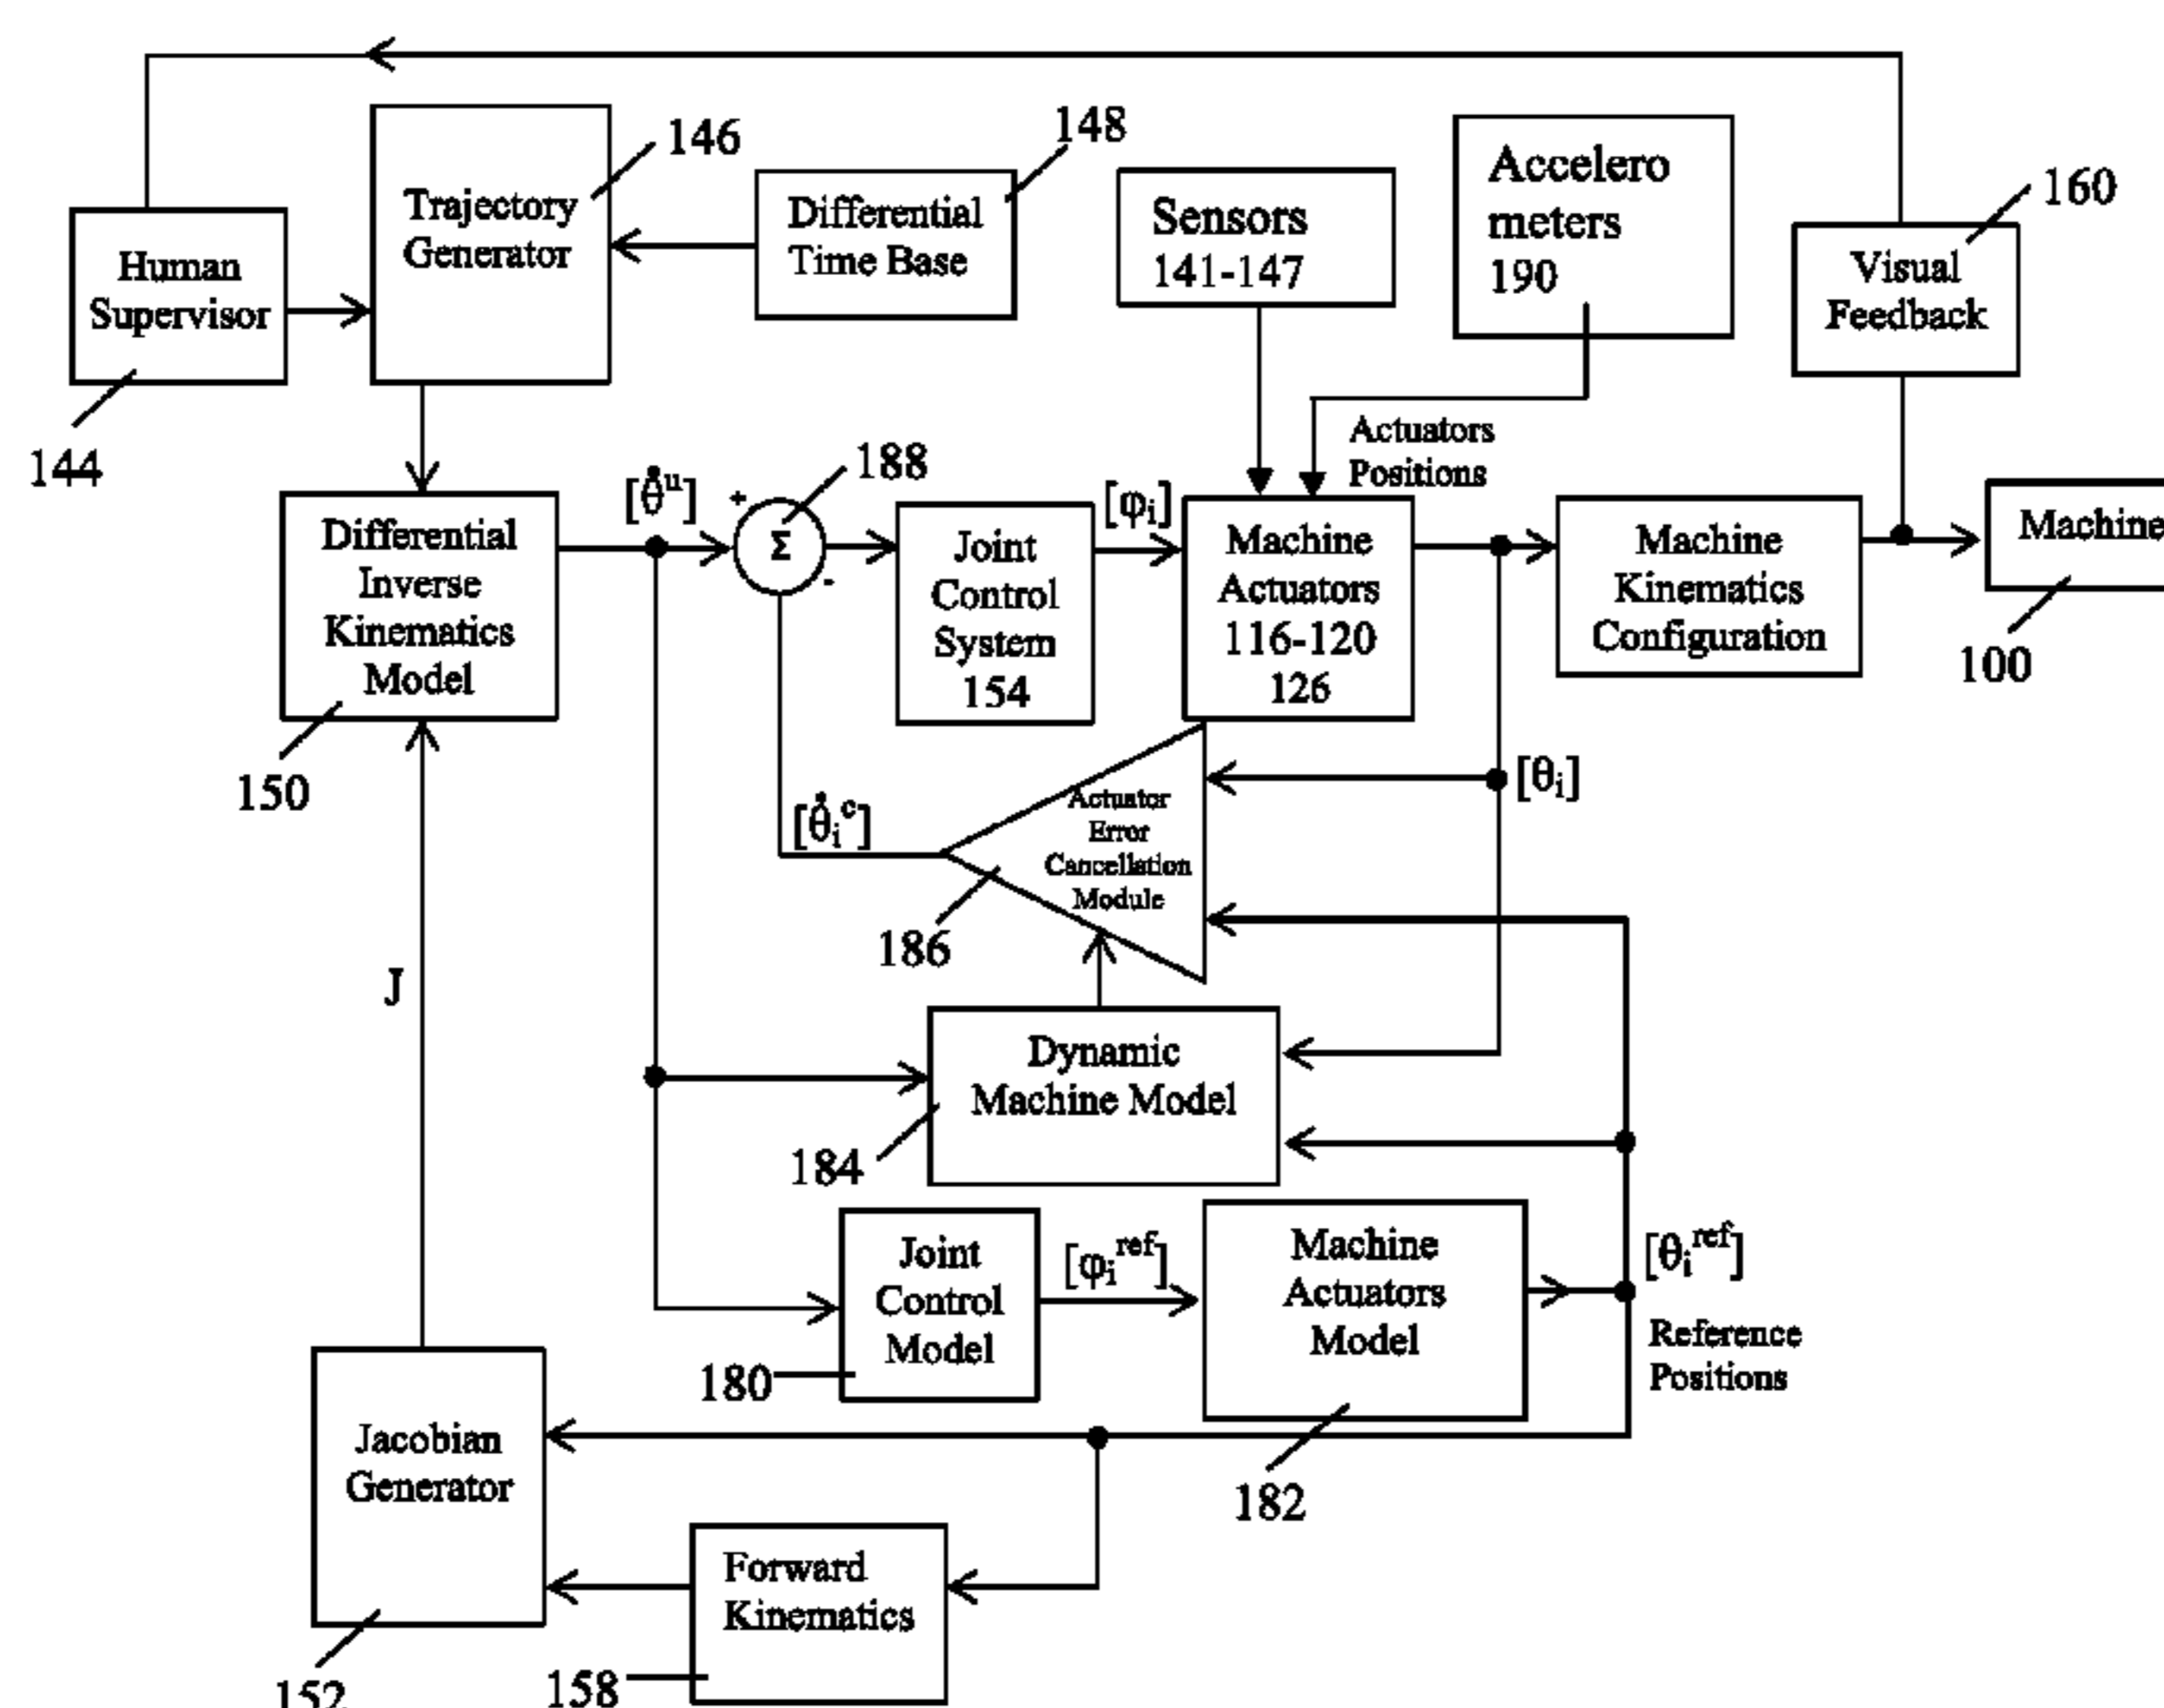 146
148
Trajectory
Generator
Differential
Time Base
Sensors
141-147
Accelero
meters
190
160
Human
Supervisor
Visual
Feedback
144
Actuators
Positions
188
[θ̇ᵘ]
+
Σ
-
[φᵢ]
Differential
Inverse
Kinematics
Model
Joint
Control
System
154
Machine
Actuators
116-120
126
Machine
Kinematics
Configuration
Machine
100
150
[θᵢ]
[θ̇ᵢᶜ]
Actuator
Error
Cancellation
Module
186
J
Dynamic
Machine Model
184
Joint
Control
Model
[φᵢʳᵉᶠ]
Machine
Actuators
Model
[θᵢʳᵉᶠ]
Reference
Positions
180
Jacobian
Generator
182
Forward
Kinematics
152
158